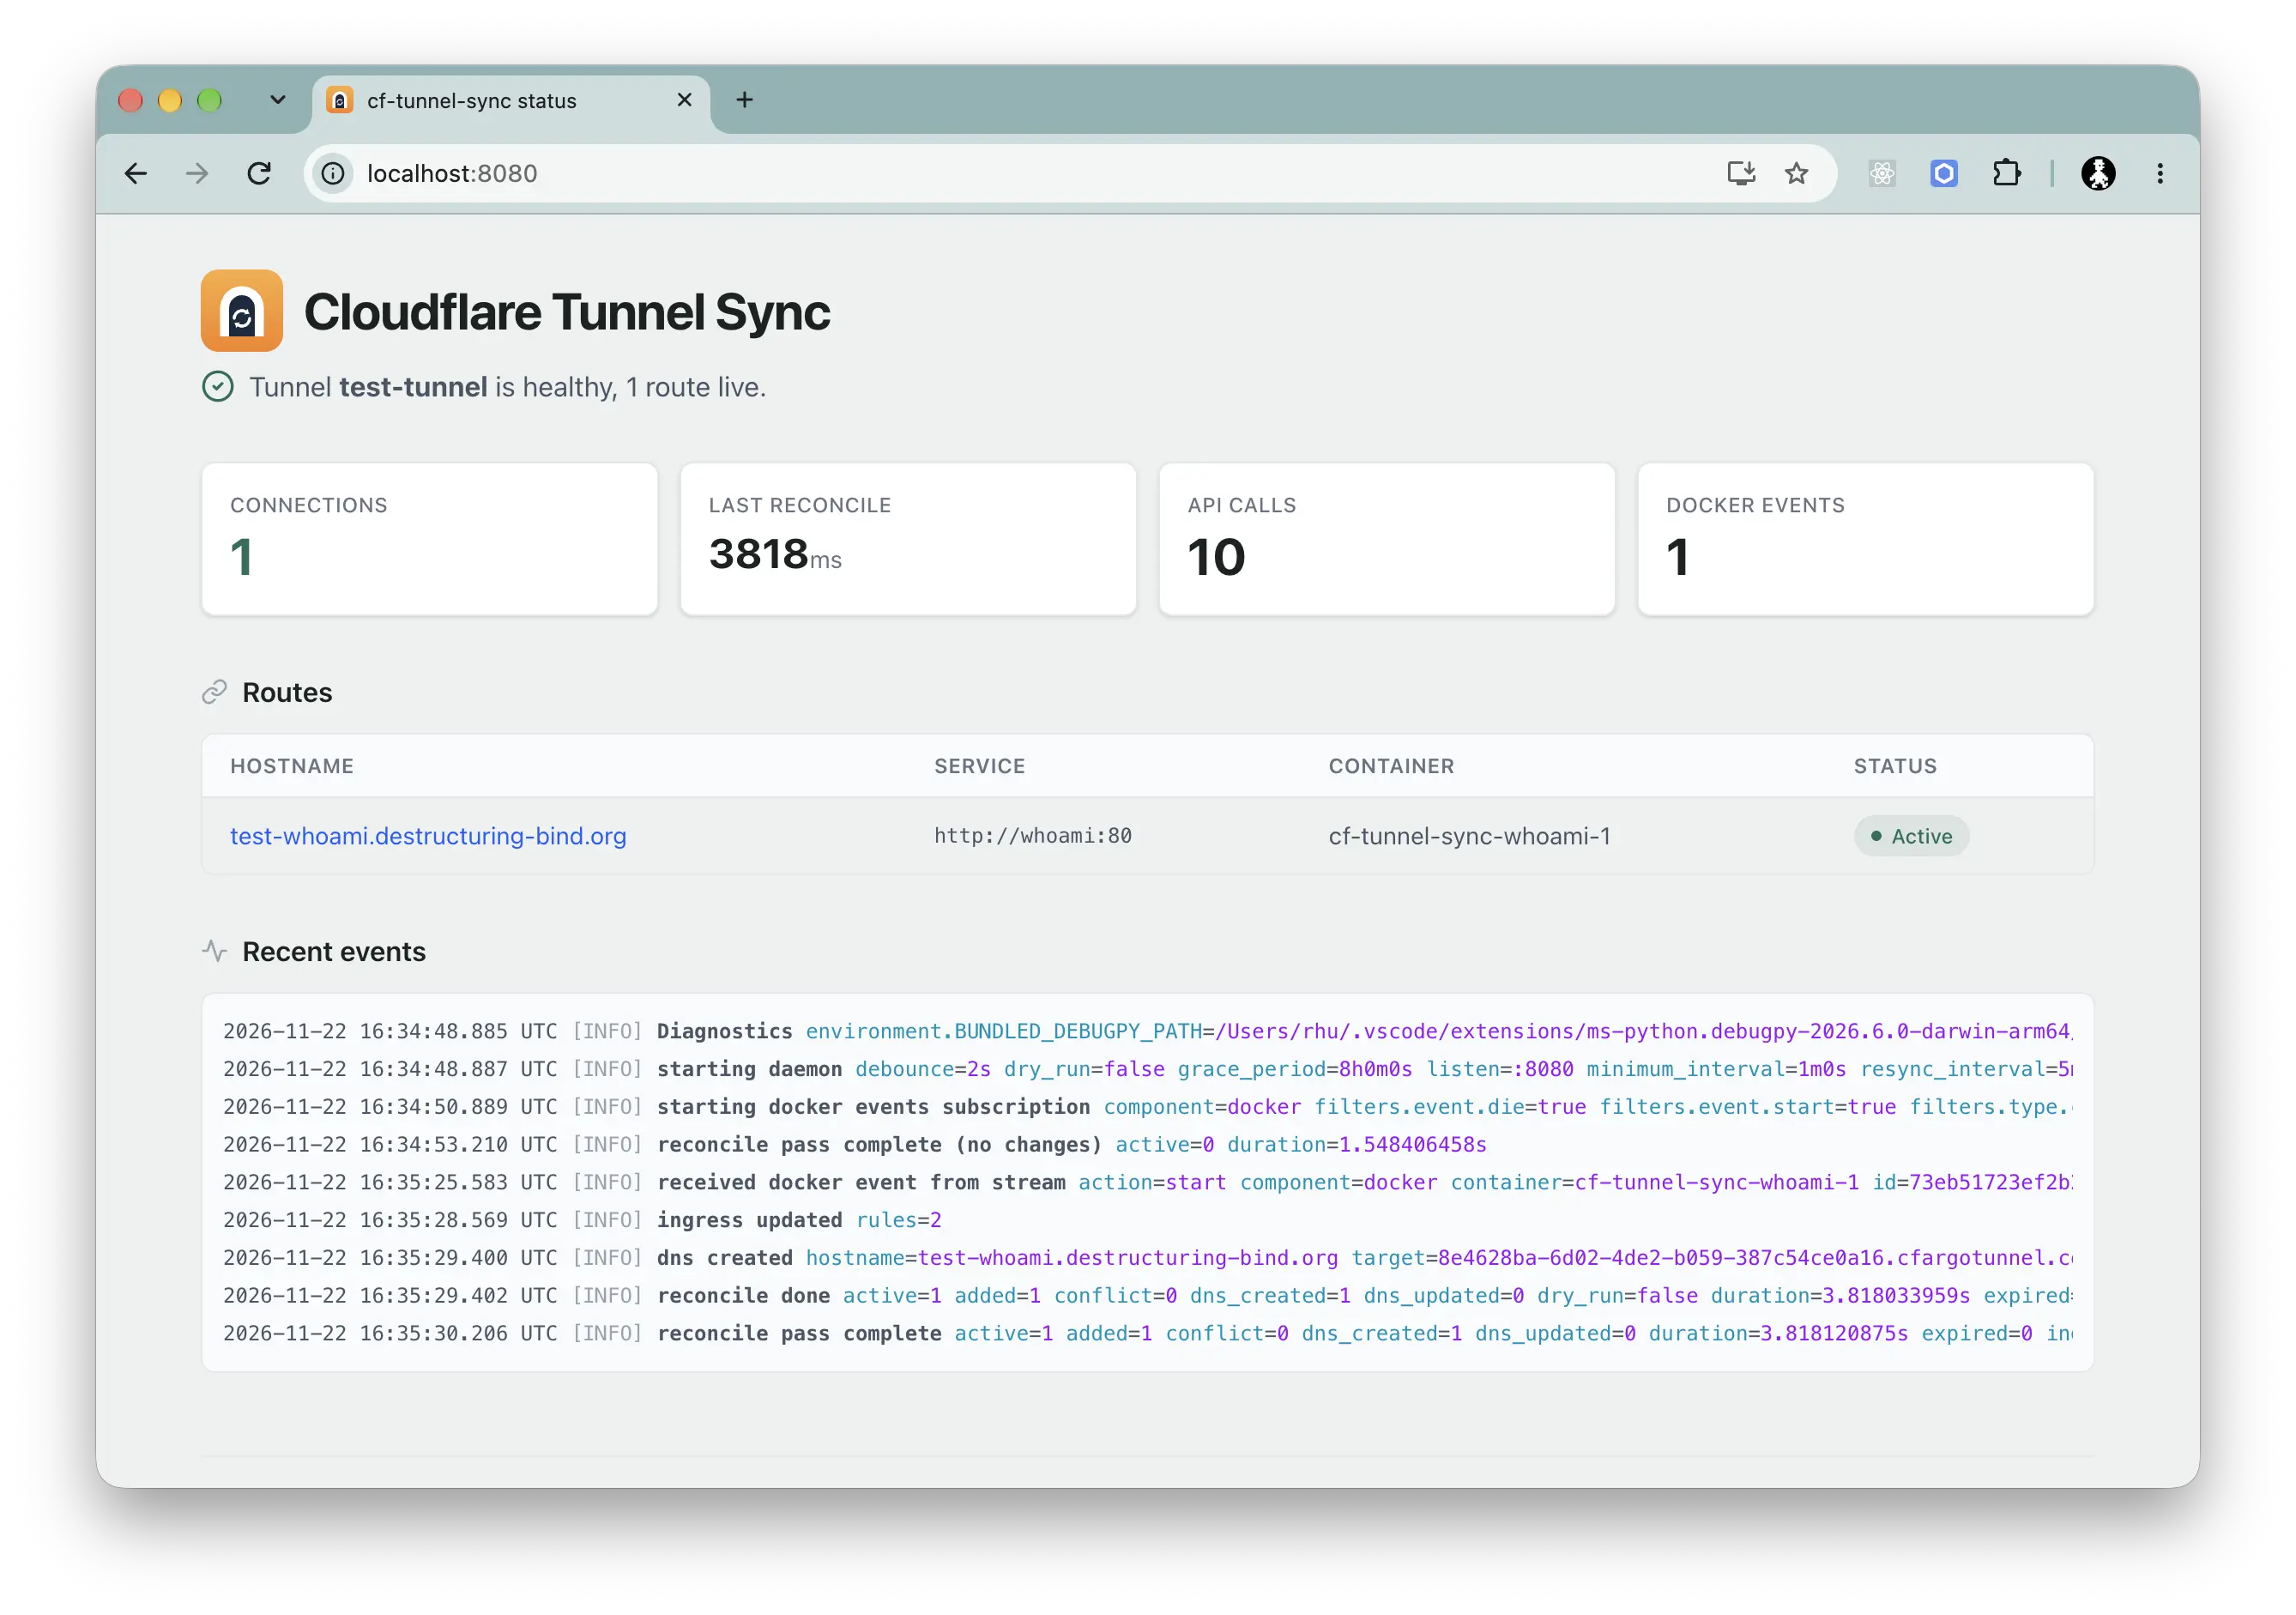 cf-tunnel-sync status
localhost:8080
Cloudflare Tunnel Sync
Tunnel test-tunnel is healthy, 1 route live.
CONNECTIONS
1
LAST RECONCILE
3818ms
API CALLS
10
DOCKER EVENTS
1
Routes
HOSTNAME SERVICE CONTAINER STATUS
test-whoami.destructuring-bind.org http://whoami:80 cf-tunnel-sync-whoami-1 Active
Recent events
2026-11-22 16:34:48.885 UTC [INFO] Diagnostics environment.BUNDLED_DEBUGPY_PATH=/Users/rhu/.vscode/extensions/ms-python.debugpy-2026.6.0-darwin-arm64
2026-11-22 16:34:48.887 UTC [INFO] starting daemon debounce=2s dry_run=false grace_period=8h0m0s listen=:8080 minimum_interval=1m0s resync_interval=5
2026-11-22 16:34:50.889 UTC [INFO] starting docker events subscription component=docker filters.event.die=true filters.event.start=true filters.type.
2026-11-22 16:34:53.210 UTC [INFO] reconcile pass complete (no changes) active=0 duration=1.548406458s
2026-11-22 16:35:25.583 UTC [INFO] received docker event from stream action=start component=docker container=cf-tunnel-sync-whoami-1 id=73eb51723ef2b
2026-11-22 16:35:28.569 UTC [INFO] ingress updated rules=2
2026-11-22 16:35:29.400 UTC [INFO] dns created hostname=test-whoami.destructuring-bind.org target=8e4628ba-6d02-4de2-b059-387c54ce0a16.cfargotunnel.c
2026-11-22 16:35:29.402 UTC [INFO] reconcile done active=1 added=1 conflict=0 dns_created=1 dns_updated=0 dry_run=false duration=3.818033959s expired=
2026-11-22 16:35:30.206 UTC [INFO] reconcile pass complete active=1 added=1 conflict=0 dns_created=1 dns_updated=0 duration=3.818120875s expired=0 in